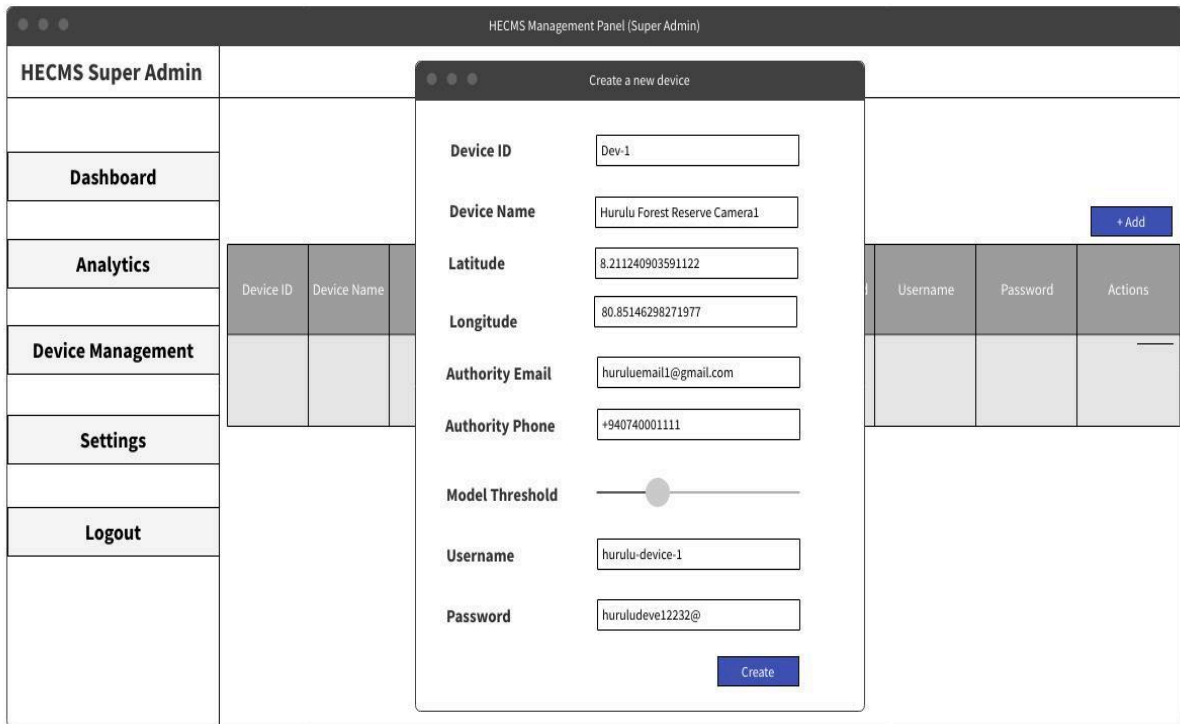 HECMS Management Panel (Super Admin)
HECMS Super Admin
Dashboard
Analytics
Device Management
Settings
Logout
+ Add
Device ID Device Name Username Password Actions
Create a new device
Device ID Dev-1
Device Name Hurulu Forest Reserve Camera1
Latitude 8.211240903591122
Longitude 80.85146298271977
Authority Email huruluemail1@gmail.com
Authority Phone +940740001111
Model Threshold
Username hurulu-device-1
Password huruludeve12232@
Create